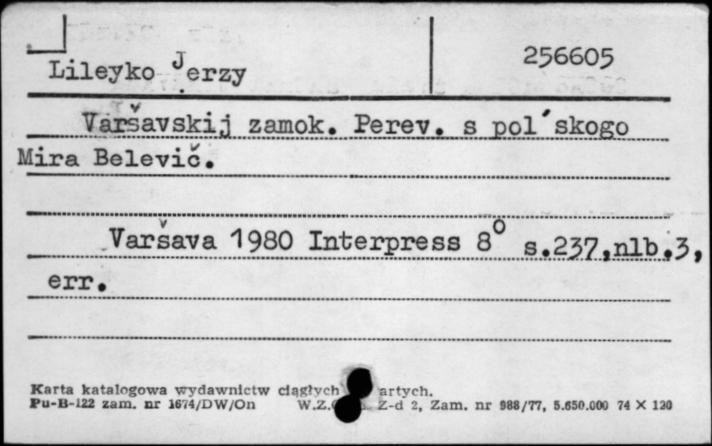 256605
Lileyko Jerzy
Varšavskij zamok. Perev. s pol´skogo
Mira Belevič.
Varšava 1980 Interpress 8° s.237,nlb.3,
err.
Karta katalogowa wydawnictw ciągłych artych.
Pu-B-122 zam. nr 1674/DW/On W.Z. Z-d 2, Zam. nr 988/77, 5.650.000 74 X 120